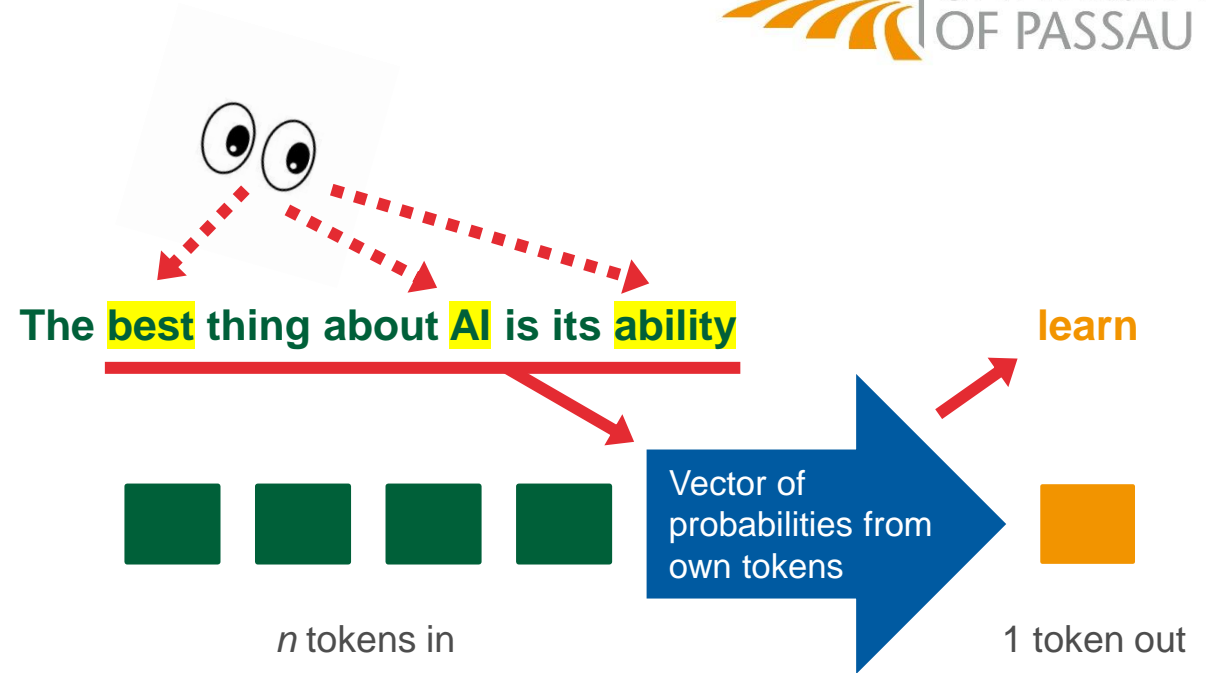 OF PASSAU
The best thing about AI is its ability
learn
Vector of
probabilities from
own tokens
n tokens in
1 token out